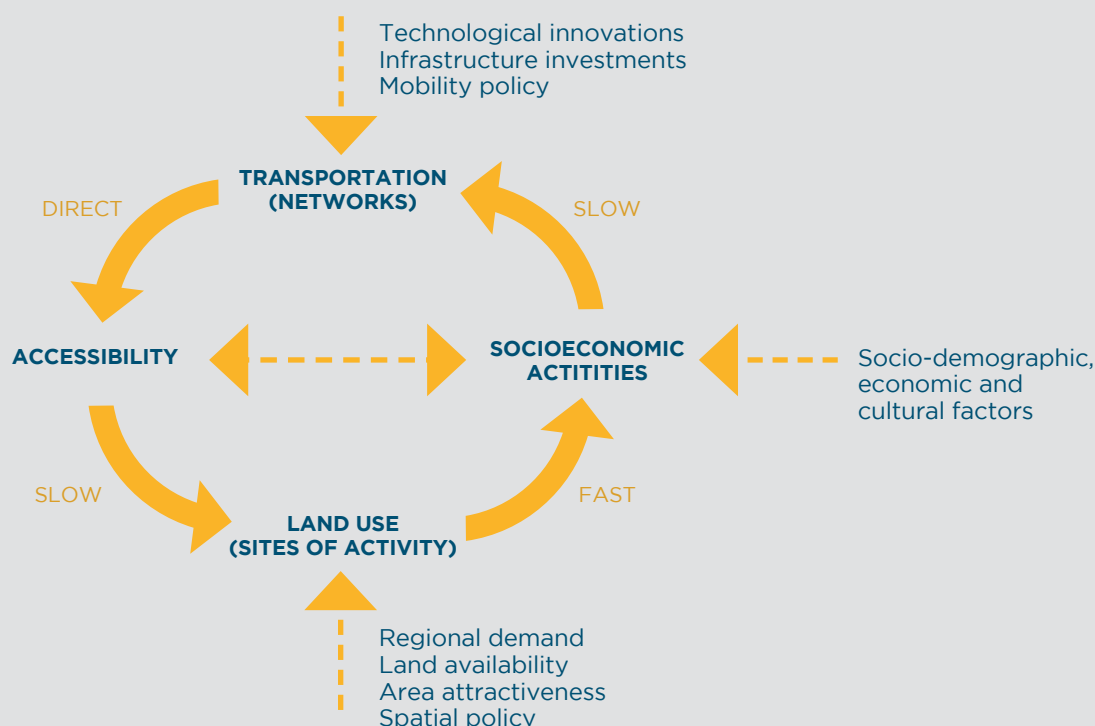 Technological innovations
Infrastructure investments
Mobility policy
TRANSPORTATION
(NETWORKS)
DIRECT
SLOW
ACCESSIBILITY
SOCIOECONOMIC
ACTITITIES
Socio-demographic,
economic and
cultural factors
SLOW
FAST
LAND USE
(SITES OF ACTIVITY)
Regional demand
Land availability
Area attractiveness
Spatial policy